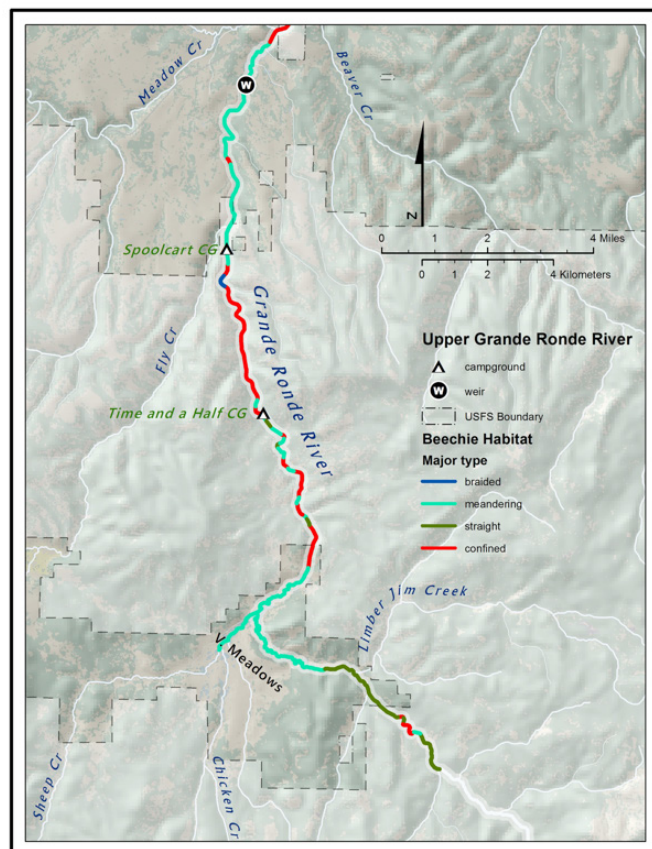 Meadow Cr
Beaver Cr
W
N
0 2 4 Miles
0 2 4 Kilometers
Spoolcart CG
Fly Cr
Grande Ronde River
Time and a Half CG
Upper Grande Ronde River
campground
W weir
USFS Boundary
Beechie Habitat
Major type
braided
meandering
straight
confined
Limber Jim Creek
V. Meadows
Sheep Cr
Chicken Cr